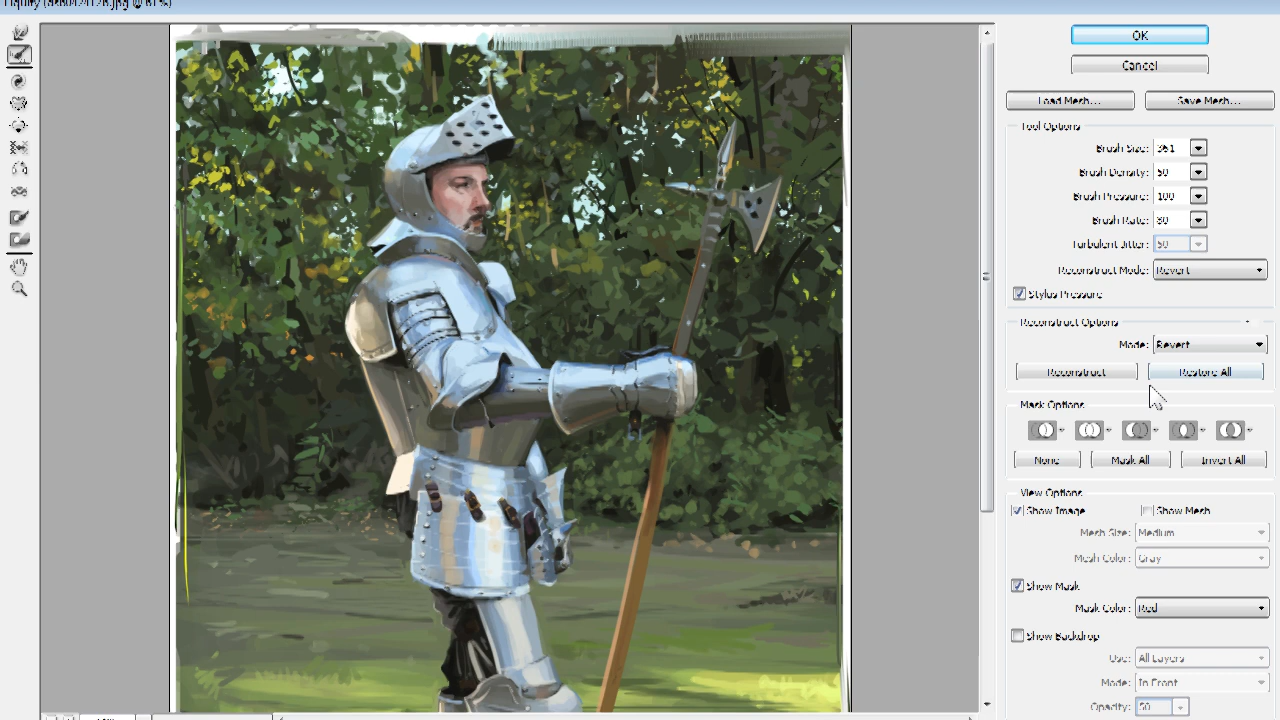 OK
Cancel
Load Mesh... Save Mesh...
Tool Options
Brush Size:
Brush Density:
Brush Pressure: 100
Brush Rate:
Turbulent Jitter: 50
Reconstruct Mode: Revert
Stylus Pressure
Reconstruct Options
Mode: Revert
Reconstruct Restore All
Mask Options
None Mask All Invert All
View Options
Show Image Show Mesh
Mesh Size: Medium
Mesh Color: Gray
Show Mask
Mask Color: Red
Show Backdrop
Use: All Layers
Mode: In Front
Opacity: 50